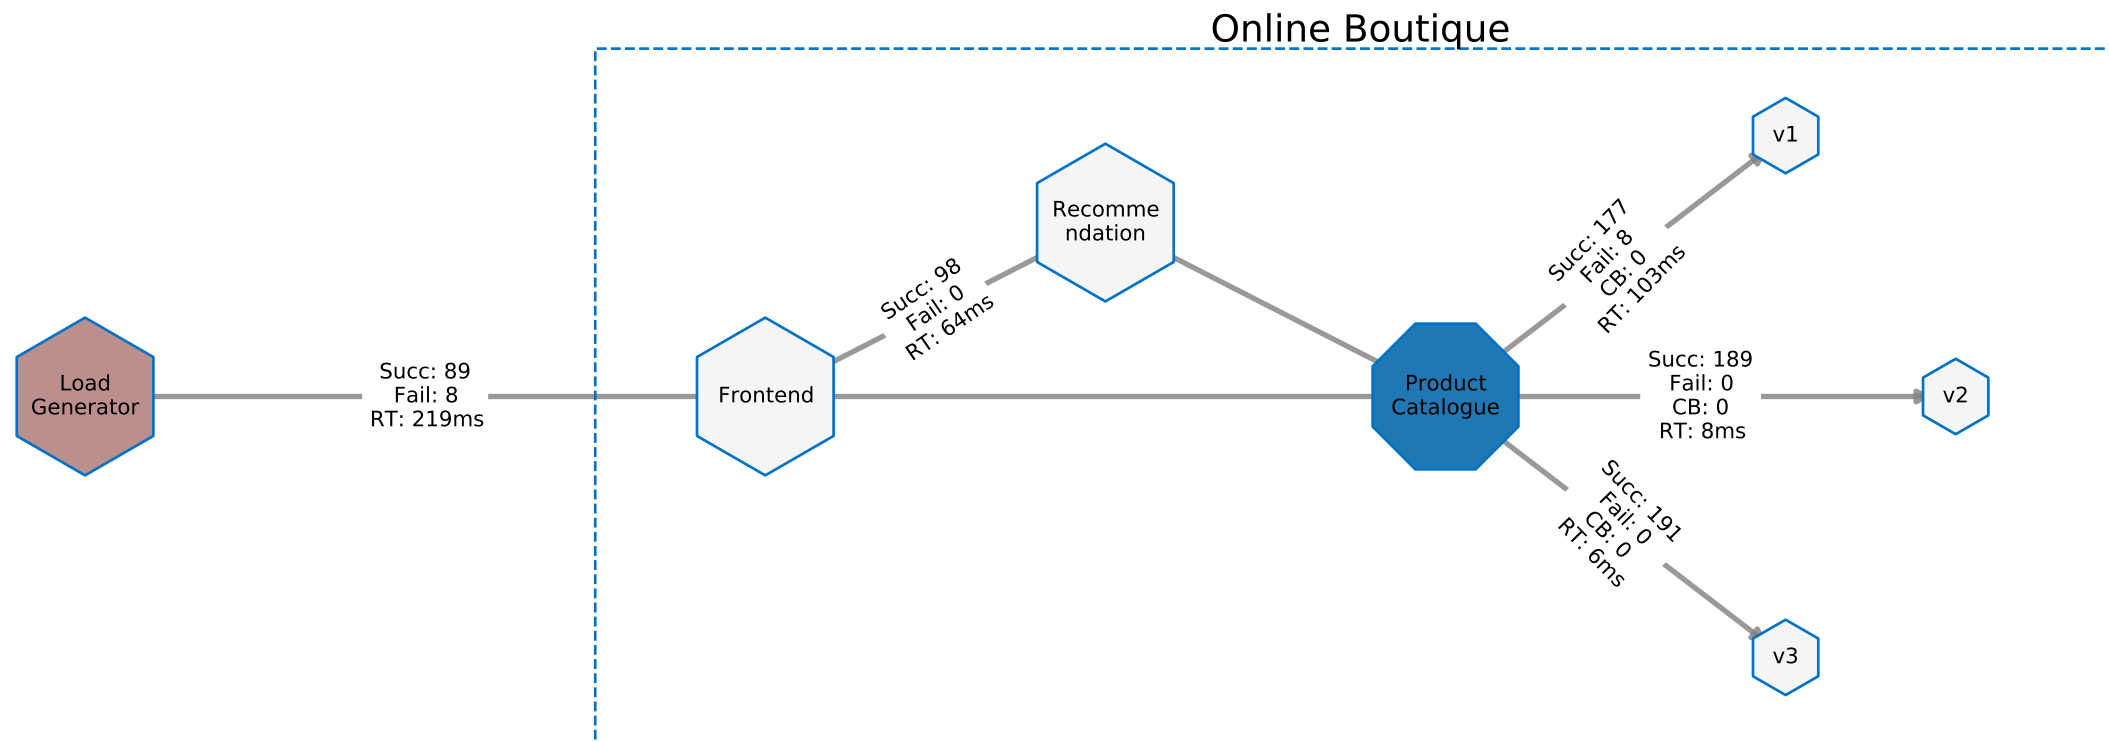 Online Boutique
v1
Recomme
ndation
Succ: 177
Fail: 8
CB: 0
RT: 103ms
Succ: 98
Fail: 0
RT: 64ms
Load
Generator
Succ: 89
Fail: 8
RT: 219ms
Frontend
Product
Catalogue
Succ: 189
Fail: 0
CB: 0
RT: 8ms
v2
Succ: 191
Fail: 0
CB: 0
RT: 6ms
v3